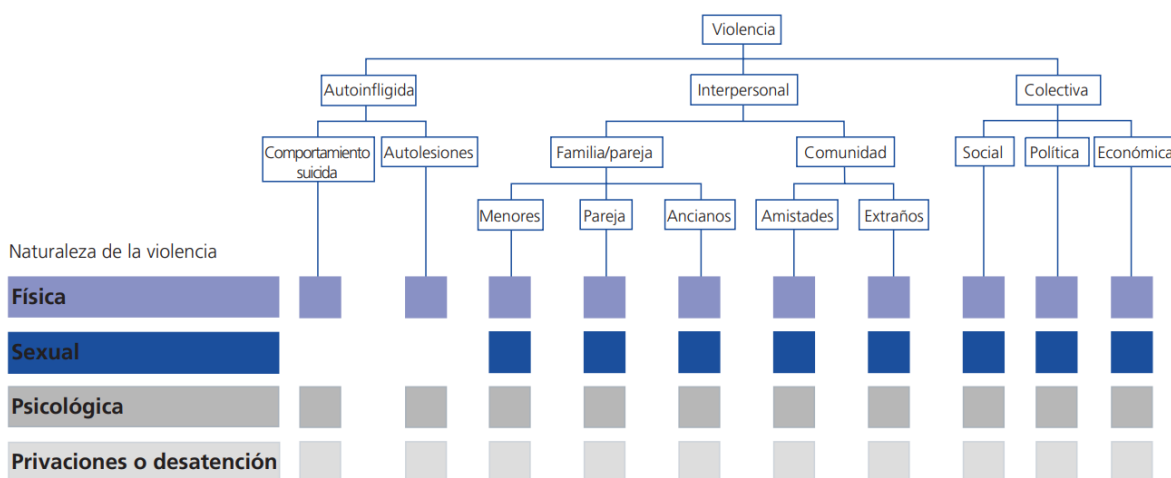 Violencia
Autoinfligida
Interpersonal
Colectiva
Comportamiento
suicida
Autolesiones
Familia/pareja
Comunidad
Social
Política
Económica
Menores
Pareja
Ancianos
Amistades
Extraños
Naturaleza de la violencia
Física
Sexual
Psicológica
Privaciones o desatención